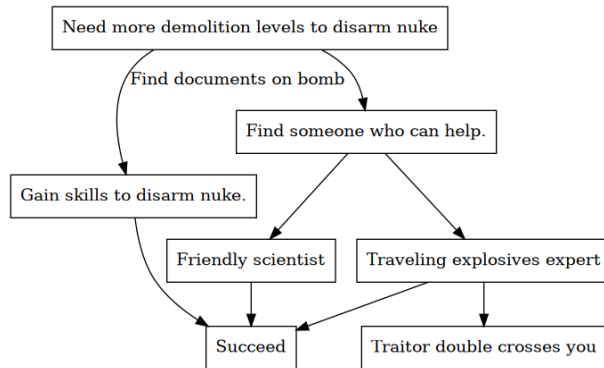 Need more demolition levels to disarm nuke
Find documents on bomb
Find someone who can help.
Gain skills to disarm nuke.
Friendly scientist
Traveling explosives expert
Succeed
Traitor double crosses you